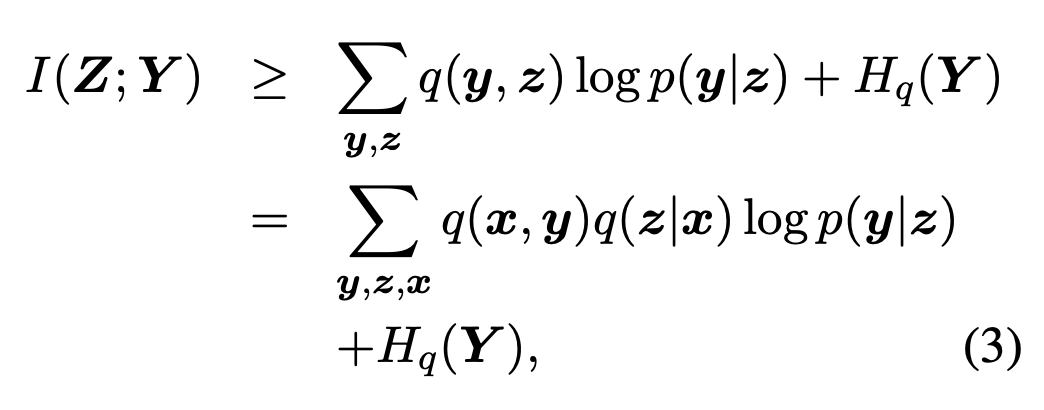 I(Z; Y) ≥ ∑_{y,z} q(y, z) log p(y|z) + H_q(Y)
= ∑_{y,z,x} q(x, y)q(z|x) log p(y|z)
+H_q(Y), (3)